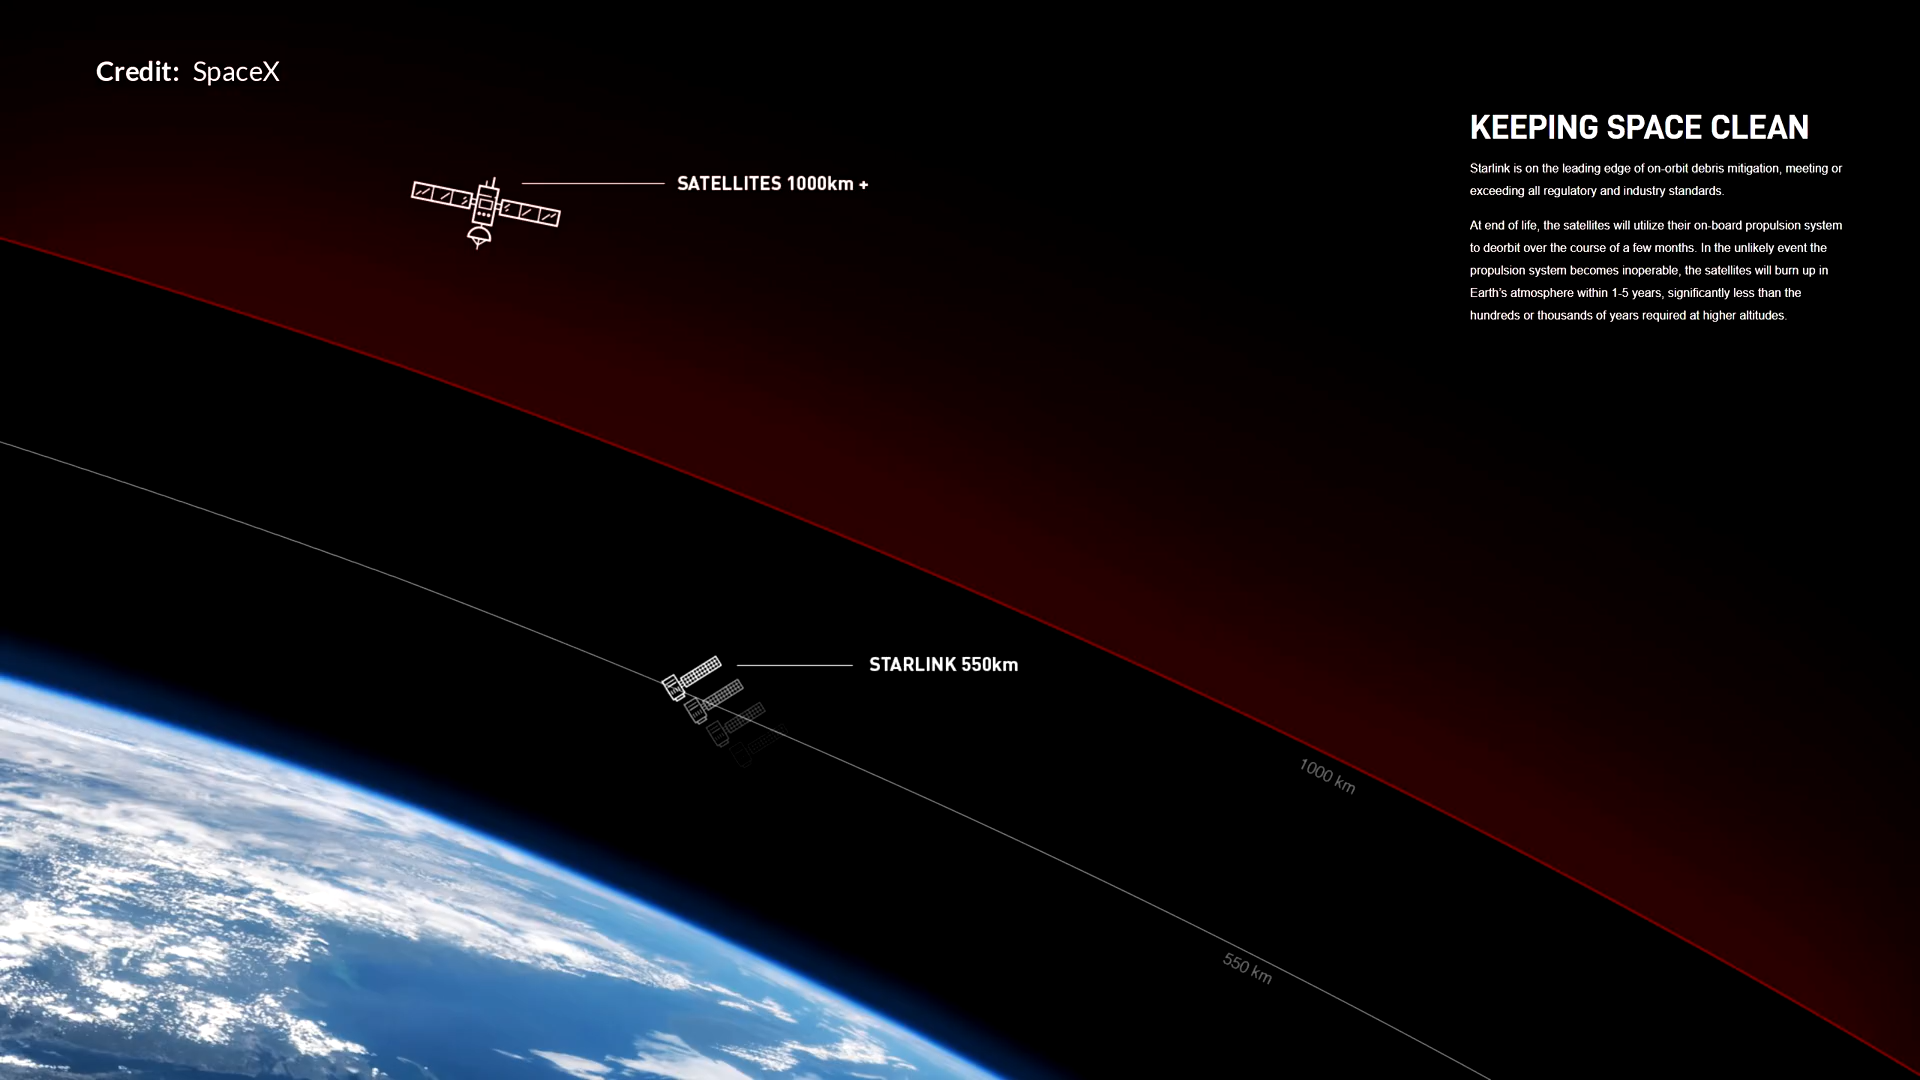 Credit: SpaceX
KEEPING SPACE CLEAN
Starlink is on the leading edge of on-orbit debris mitigation, meeting or
exceeding all regulatory and industry standards.
At end of life, the satellites will utilize their on-board propulsion system
to deorbit over the course of a few months. In the unlikely event the
propulsion system becomes inoperable, the satellites will burn up in
Earth's atmosphere within 1-5 years, significantly less than the
hundreds or thousands of years required at higher altitudes.
SATELLITES 1000km +
STARLINK 550km
1000 km
550 km